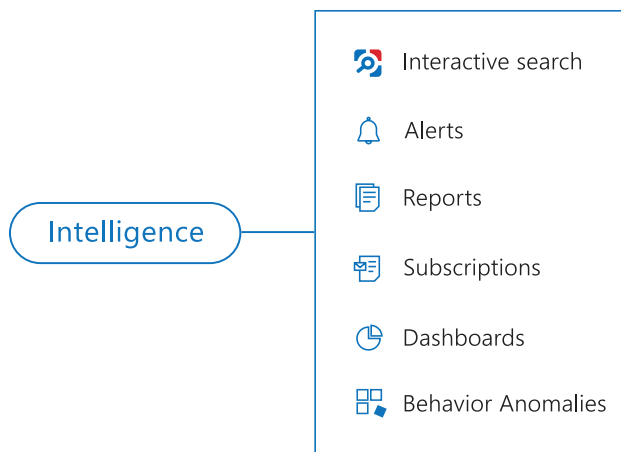 Interactive search
Alerts
Reports
Intelligence
Subscriptions
Dashboards
Behavior Anomalies